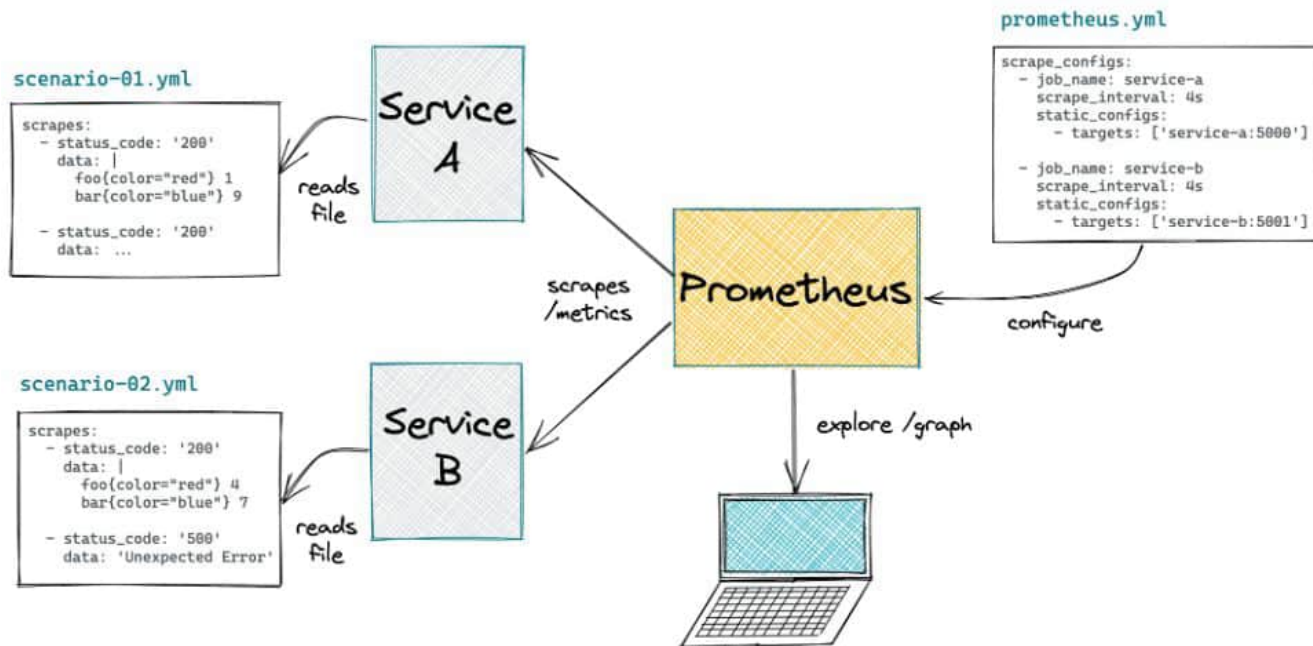 prometheus.yml
scrape_configs:
  - job_name: service-a
    scrape_interval: 4s
    static_configs:
      - targets: ['service-a:5000']
  - job_name: service-b
    scrape_interval: 4s
    static_configs:
      - targets: ['service-b:5001']
scenario-01.yml
scrapes:
  - status_code: '200'
    data: |
      foo{color="red"} 1
      bar{color="blue"} 9
  - status_code: '200'
    data: ...
reads
file
Service
A
scrapes
/metrics
Prometheus
configure
scenario-02.yml
scrapes:
  - status_code: '200'
    data: |
      foo{color="red"} 4
      bar{color="blue"} 7
  - status_code: '500'
    data: 'Unexpected Error'
reads
file
Service
B
explore /graph